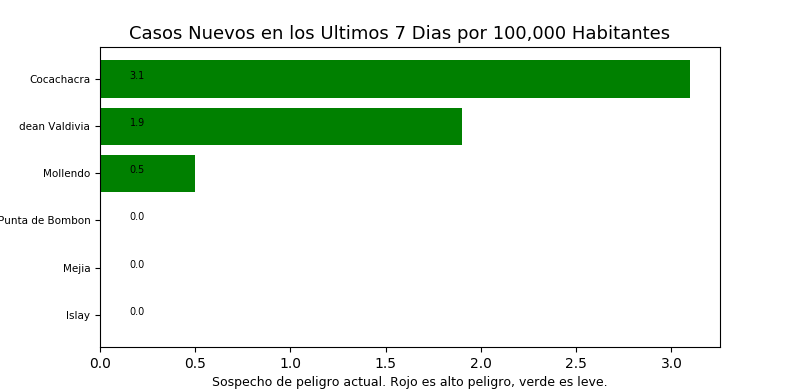 Casos Nuevos en los Ultimos 7 Dias por 100,000 Habitantes
Cocachacra 3.1
dean Valdivia 1.9
Mollendo 0.5
Punta de Bombon 0.0
Mejia 0.0
Islay 0.0
0.0 0.5 1.0 1.5 2.0 2.5 3.0
Sospecho de peligro actual. Rojo es alto peligro, verde es leve.